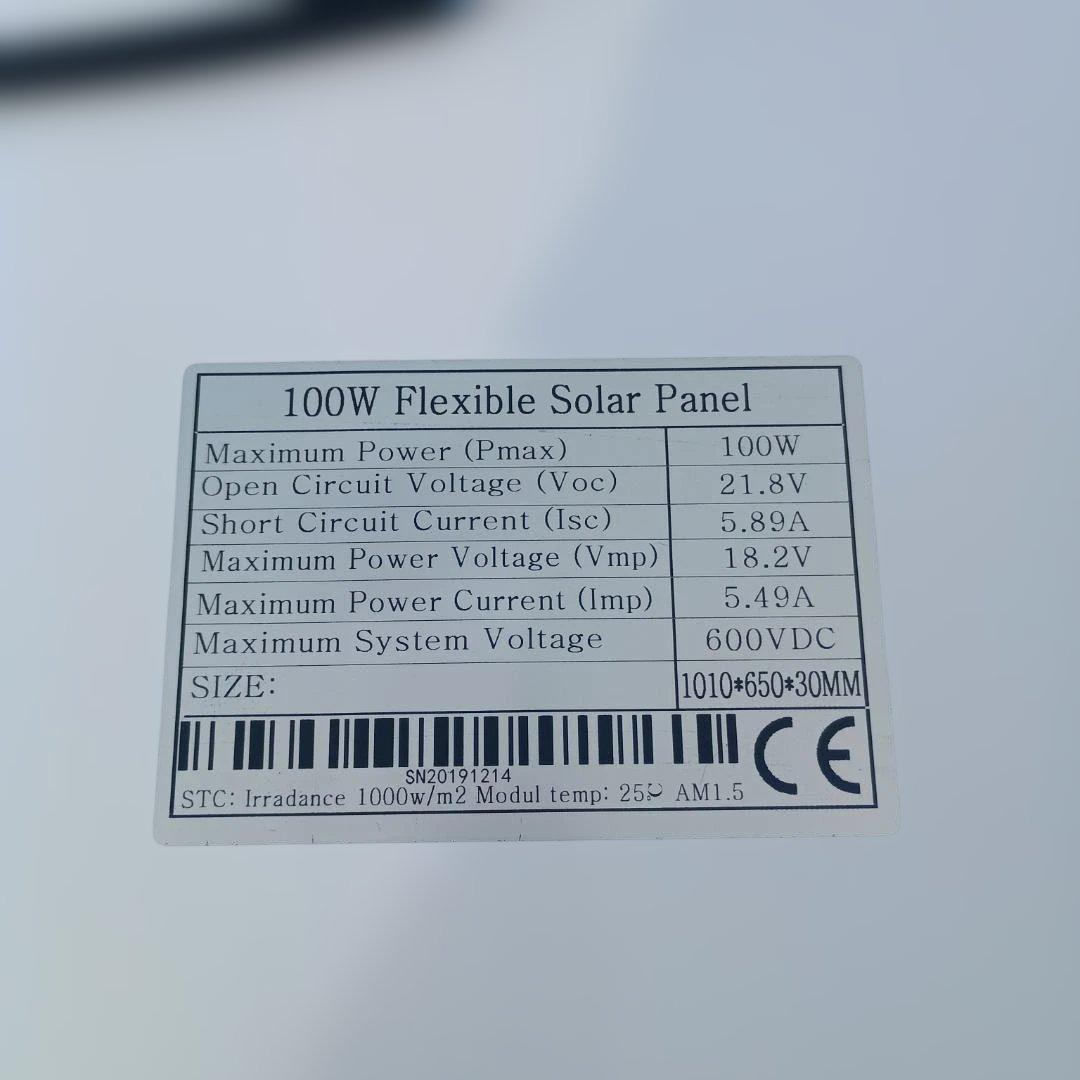 100W Flexible Solar Panel
Maximum Power (Pmax) 100W
Open Circuit Voltage (Voc) 21.8V
Short Circuit Current (Isc) 5.89A
Maximum Power Voltage (Vmp) 18.2V
Maximum Power Current (Imp) 5.49A
Maximum System Voltage 600VDC
SIZE: 1010*650*30MM
CE
SN20191214
STC: Irradance 1000w/m2 Modul temp: 25 AM1.5